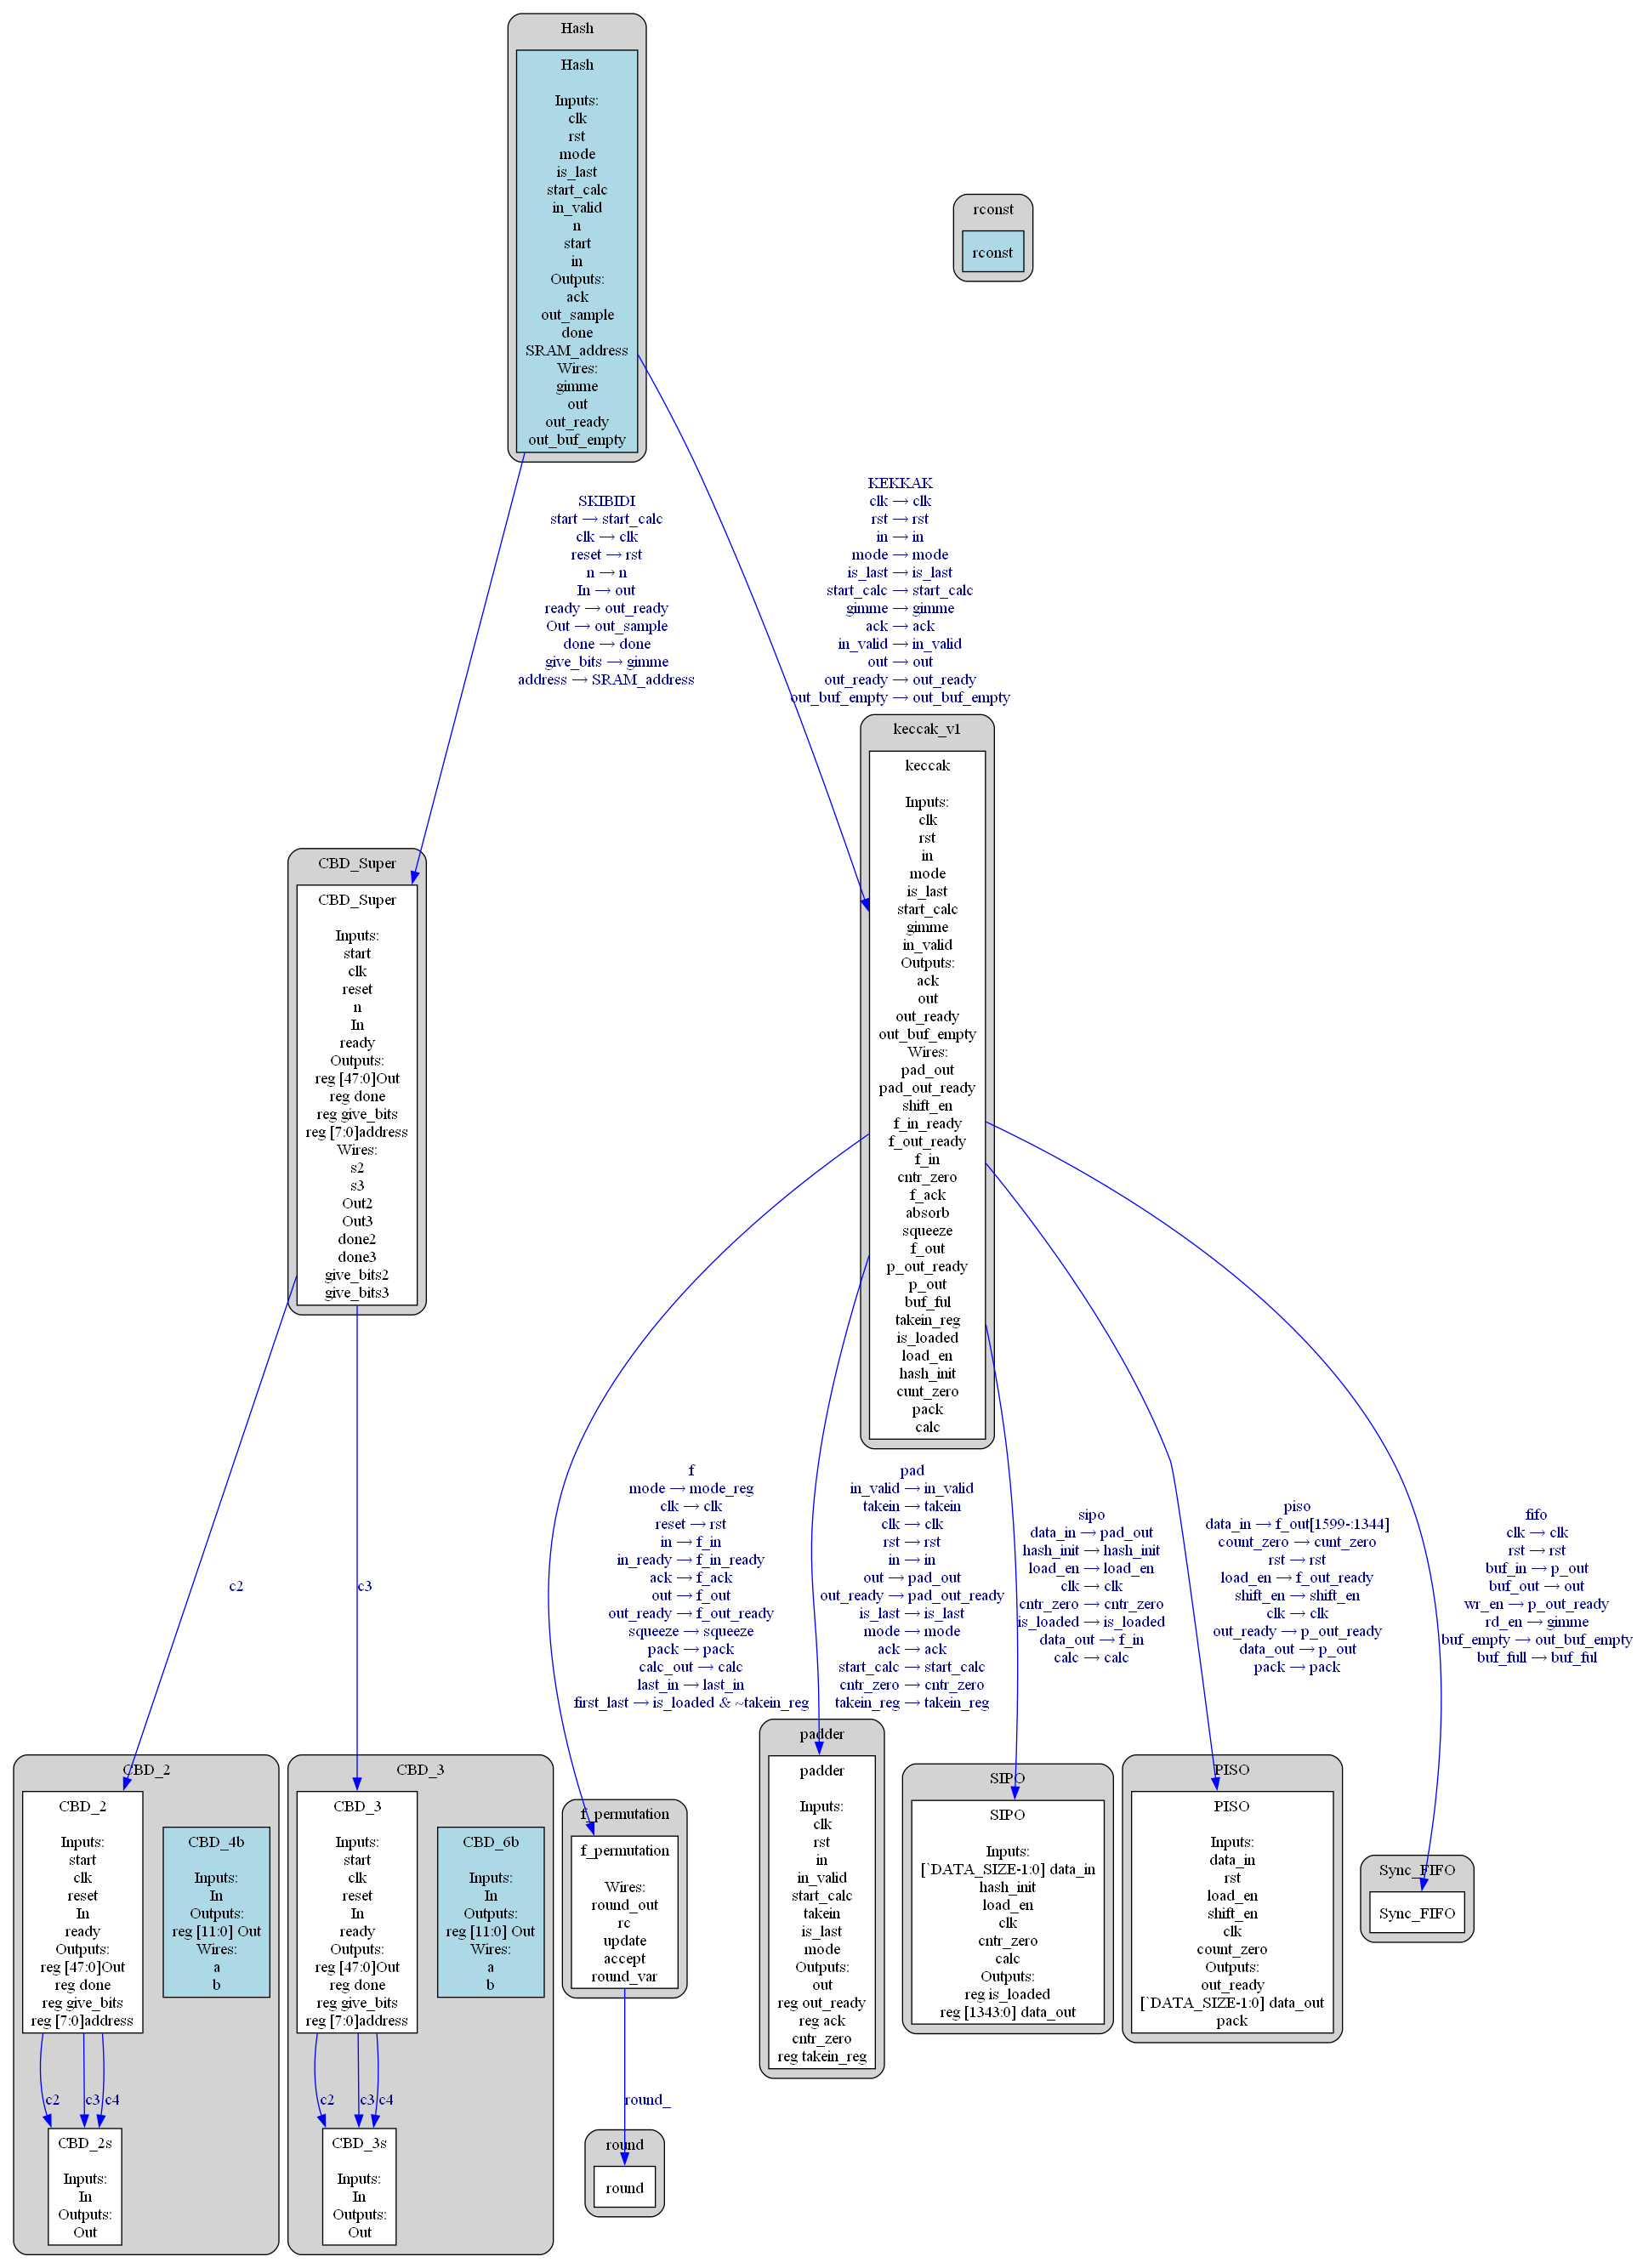 Hash
Hash
Inputs:
clk
rst
mode
is_last
start_calc
in_valid
n
start
in
Outputs:
ack
out_sample
done
SRAM_address
Wires:
gimme
out
out_ready
out_buf_empty
rconst
rconst
SKIBIDI
start → start_calc
clk → clk
reset → rst
n → n
In → out
ready → out_ready
Out → out_sample
done → done
give_bits → gimme
address → SRAM_address
KEKKAK
clk → clk
rst → rst
in → in
mode → mode
is_last → is_last
start_calc → start_calc
gimme → gimme
ack → ack
in_valid → in_valid
out → out
out_ready → out_ready
out_buf_empty → out_buf_empty
CBD_Super
CBD_Super
Inputs:
start
clk
reset
n
In
ready
Outputs:
reg [47:0]Out
reg done
reg give_bits
reg [7:0]address
Wires:
s2
s3
Out2
Out3
done2
done3
give_bits2
give_bits3
keccak_v1
keccak
Inputs:
clk
rst
in
mode
is_last
start_calc
gimme
in_valid
Outputs:
ack
out
out_ready
out_buf_empty
Wires:
pad_out
pad_out_ready
shift_en
f_in_ready
f_out_ready
f_in
cntr_zero
f_ack
absorb
squeeze
f_out
p_out_ready
p_out
buf_ful
takein_reg
is_loaded
load_en
hash_init
cunt_zero
pack
calc
c2
c3
f
mode → mode_reg
clk → clk
reset → rst
in → f_in
in_ready → f_in_ready
ack → f_ack
out → f_out
out_ready → f_out_ready
squeeze → squeeze
pack → pack
calc_out → calc
last_in → last_in
first_last → is_loaded & ~takein_reg
pad
in_valid → in_valid
takein → takein
clk → clk
rst → rst
in → in
out → pad_out
out_ready → pad_out_ready
is_last → is_last
mode → mode
ack → ack
start_calc → start_calc
cntr_zero → cntr_zero
takein_reg → takein_reg
sipo
data_in → pad_out
hash_init → hash_init
load_en → load_en
clk → clk
cntr_zero → cntr_zero
is_loaded → is_loaded
data_out → f_in
calc → calc
piso
data_in → f_out[1599-:1344]
count_zero → cunt_zero
rst → rst
load_en → f_out_ready
shift_en → shift_en
clk → clk
out_ready → p_out_ready
data_out → p_out
pack → pack
fifo
clk → clk
rst → rst
buf_in → p_out
buf_out → out
wr_en → p_out_ready
rd_en → gimme
buf_empty → out_buf_empty
buf_full → buf_ful
CBD_2
CBD_2
Inputs:
start
clk
reset
In
ready
Outputs:
reg [47:0]Out
reg done
reg give_bits
reg [7:0]address
CBD_4b
Inputs:
In
Outputs:
reg [11:0] Out
Wires:
a
b
c2
c3
c4
CBD_2s
Inputs:
In
Outputs:
Out
CBD_3
CBD_3
Inputs:
start
clk
reset
In
ready
Outputs:
reg [47:0]Out
reg done
reg give_bits
reg [7:0]address
CBD_6b
Inputs:
In
Outputs:
reg [11:0] Out
Wires:
a
b
c2
c3
c4
CBD_3s
Inputs:
In
Outputs:
Out
f_permutation
f_permutation
Wires:
round_out
rc
update
accept
round_var
round_
round
round
padder
padder
Inputs:
clk
rst
in
in_valid
start_calc
takein
is_last
mode
Outputs:
out
reg out_ready
reg ack
cntr_zero
reg takein_reg
SIPO
SIPO
Inputs:
[`DATA_SIZE-1:0] data_in
hash_init
load_en
clk
cntr_zero
calc
Outputs:
reg is_loaded
reg [1343:0] data_out
PISO
PISO
Inputs:
data_in
rst
load_en
shift_en
clk
count_zero
Outputs:
out_ready
[`DATA_SIZE-1:0] data_out
pack
Sync_FIFO
Sync_FIFO